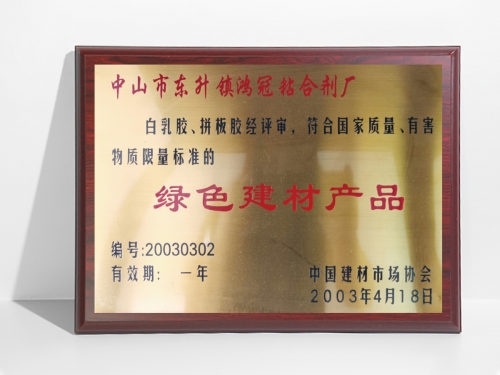 中山市东升镇鸿冠粘合剂厂
白乳胶、拼板胶经评审,符合国家质量、有害
物质限量标准的
绿色建材产品
编号:20030302
有效期: 一年
中国建材市场协会
2003年4月18日